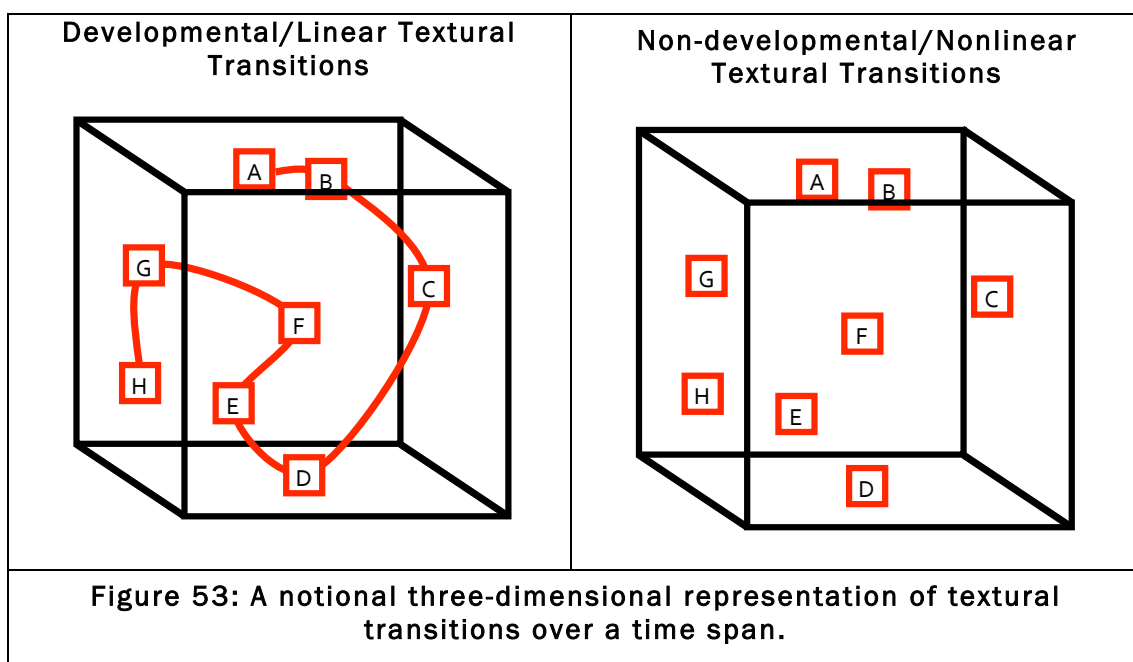 Developmental/Linear Textural
Transitions
A
B
C
G
F
H
E
D
Non-developmental/Nonlinear
Textural Transitions
A
B
G
C
F
H
E
D
Figure 53: A notional three-dimensional representation of textural
transitions over a time span.